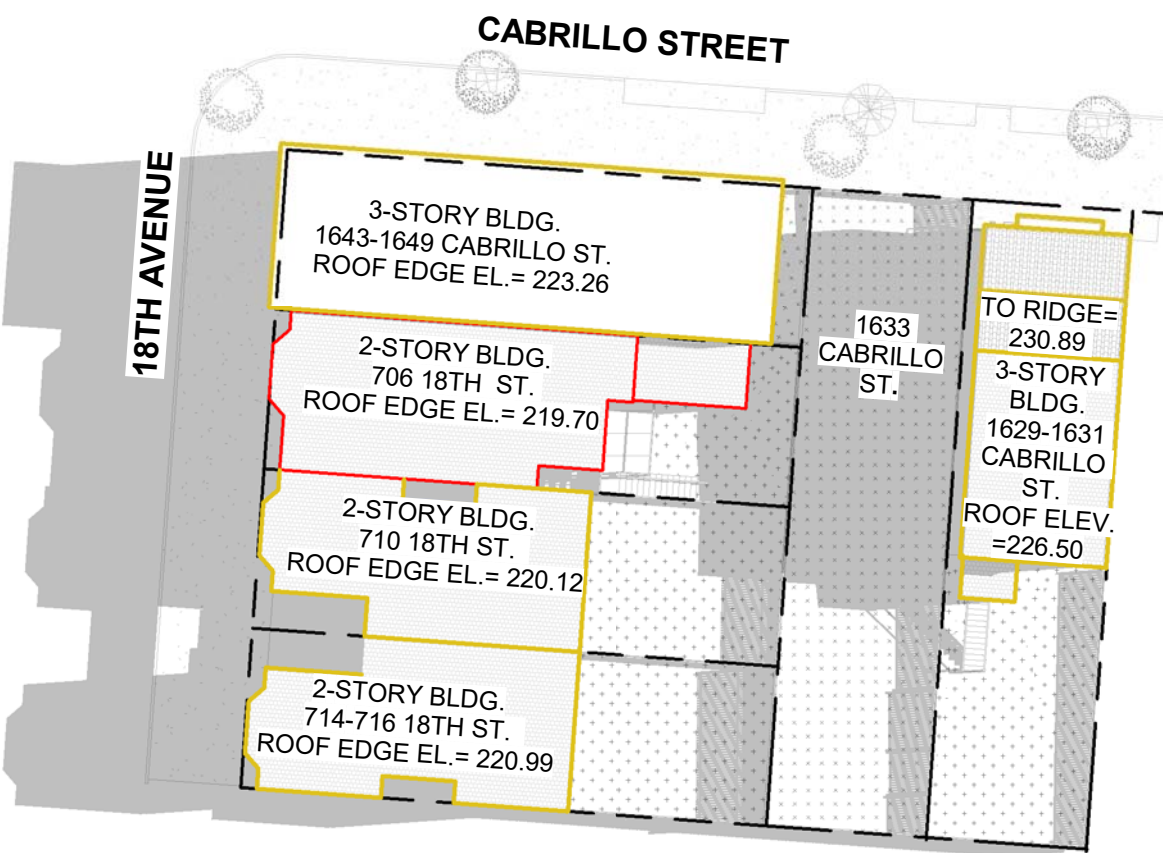 CABRILLO STREET
18TH AVENUE
3-STORY BLDG.
1643-1649 CABRILLO ST.
ROOF EDGE EL.= 223.26
2-STORY BLDG.
706 18TH  ST.
ROOF EDGE EL.= 219.70
2-STORY BLDG.
710 18TH ST.
ROOF EDGE EL.= 220.12
2-STORY BLDG.
714-716 18TH ST.
ROOF EDGE EL.= 220.99
1633
CABRILLO
ST.
TO RIDGE=
230.89
3-STORY
BLDG.
1629-1631
CABRILLO
ST.
ROOF ELEV.
=226.50